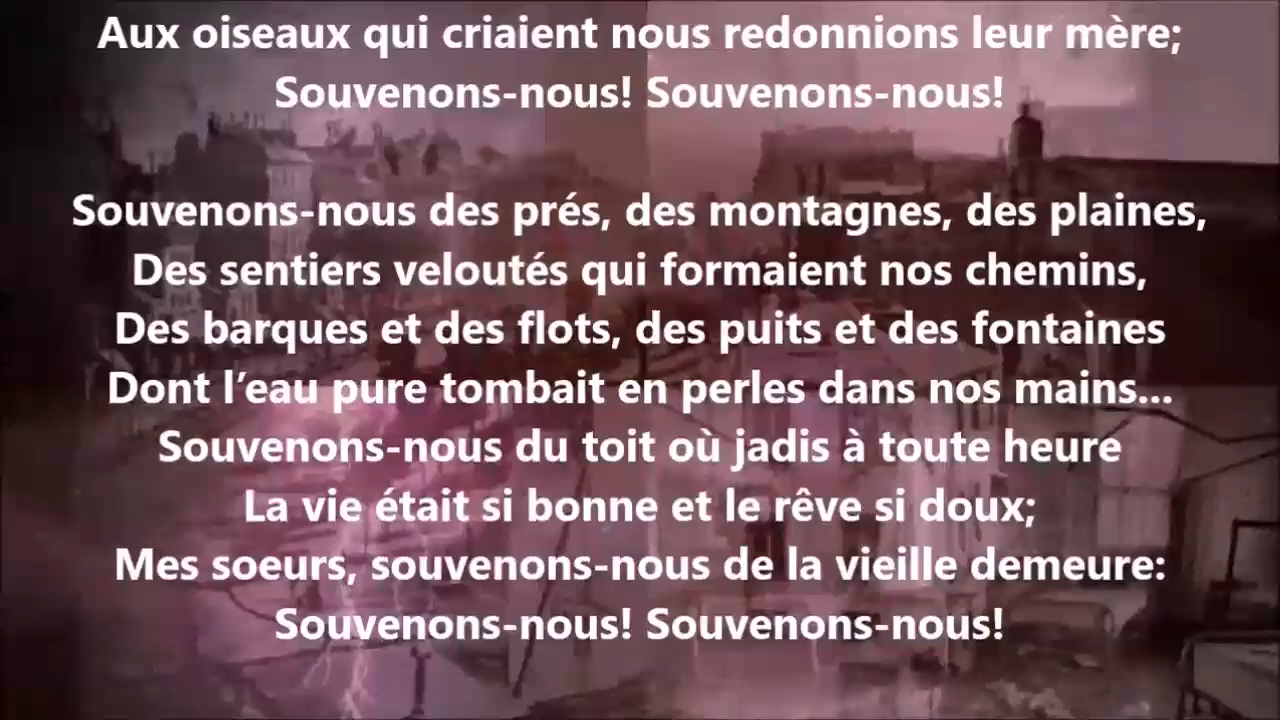 Aux oiseaux qui criaient nous redonnions leur mère;
Souvenons-nous! Souvenons-nous!
Souvenons-nous des prés, des montagnes, des plaines,
Des sentiers veloutés qui formaient nos chemins,
Des barques et des flots, des puits et des fontaines
Dont l’eau pure tombait en perles dans nos mains...
Souvenons-nous du toit où jadis à toute heure
La vie était si bonne et le rêve si doux;
Mes soeurs, souvenons-nous de la vieille demeure:
Souvenons-nous! Souvenons-nous!